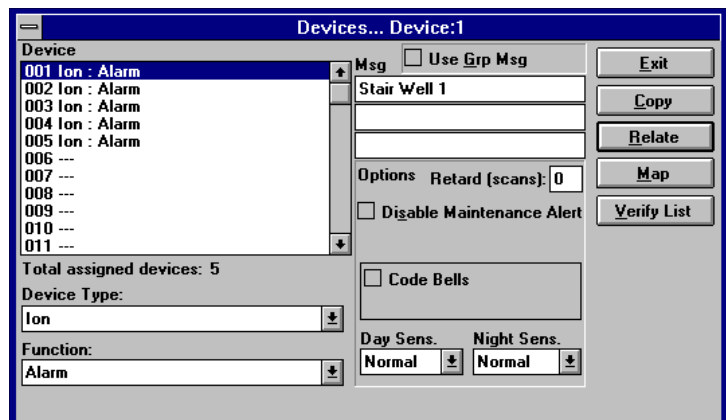 Devices... Device:1
Device
001 Ion : Alarm
002 Ion : Alarm
003 Ion : Alarm
004 Ion : Alarm
005 Ion : Alarm
006 ---
007 ---
008 ---
009 ---
010 ---
011 ---
Total assigned devices: 5
Device Type:
Ion
Function:
Alarm
Msg
Use Grp Msg
Stair Well 1
Options
Retard (scans): 0
Disable Maintenance Alert
Code Bells
Day Sens. Night Sens.
Normal Normal
Exit
Copy
Relate
Map
Verify List